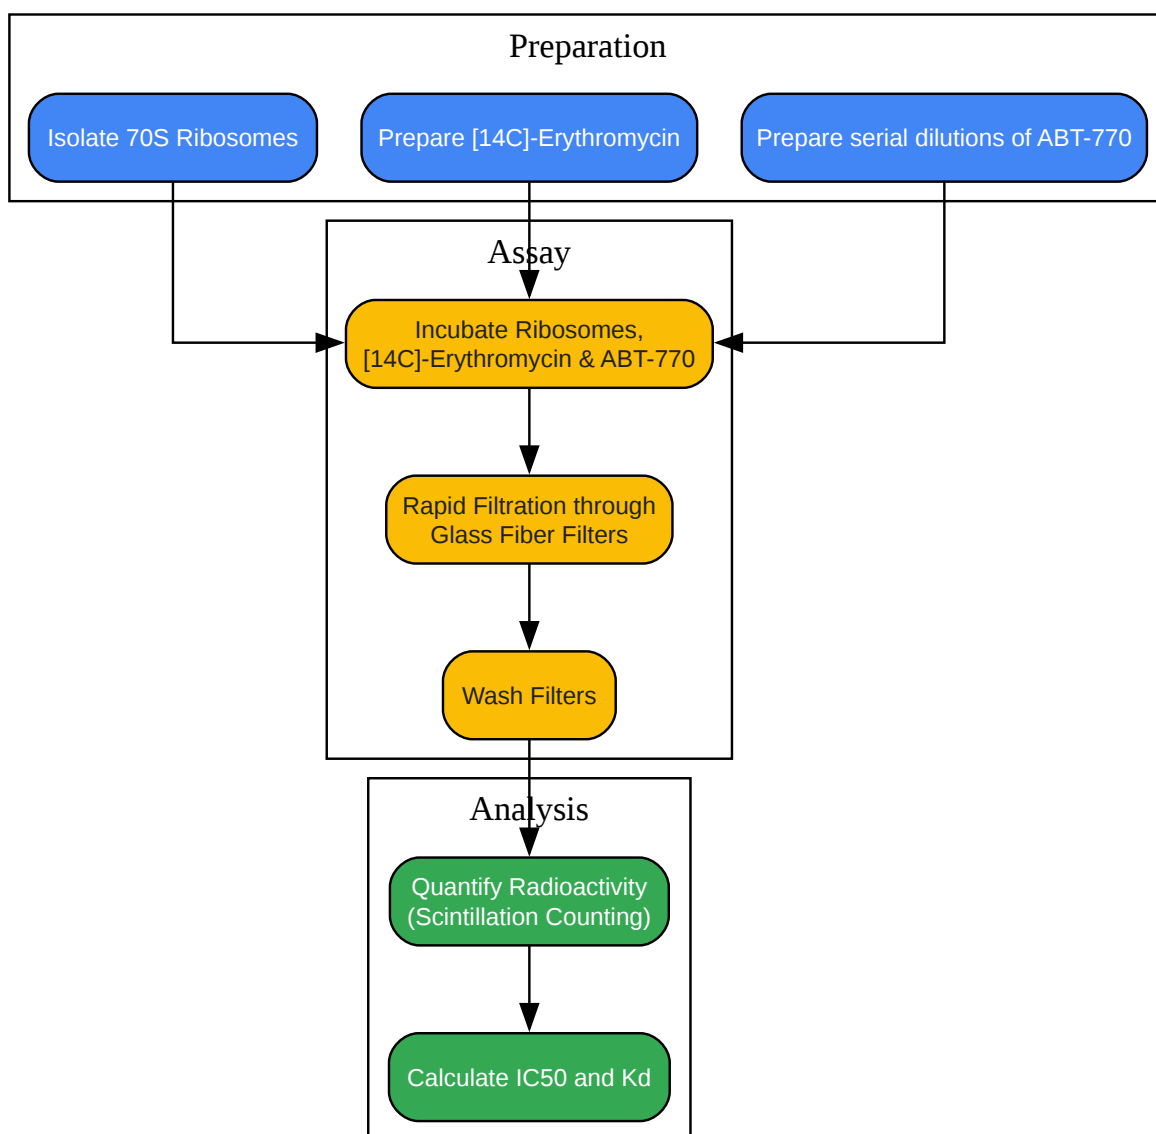 Preparation
Isolate 70S Ribosomes
Prepare [14C]-Erythromycin
Prepare serial dilutions of ABT-770
Assay
Incubate Ribosomes,
[14C]-Erythromycin & ABT-770
Rapid Filtration through
Glass Fiber Filters
Wash Filters
Analysis
Quantify Radioactivity
(Scintillation Counting)
Calculate IC50 and Kd